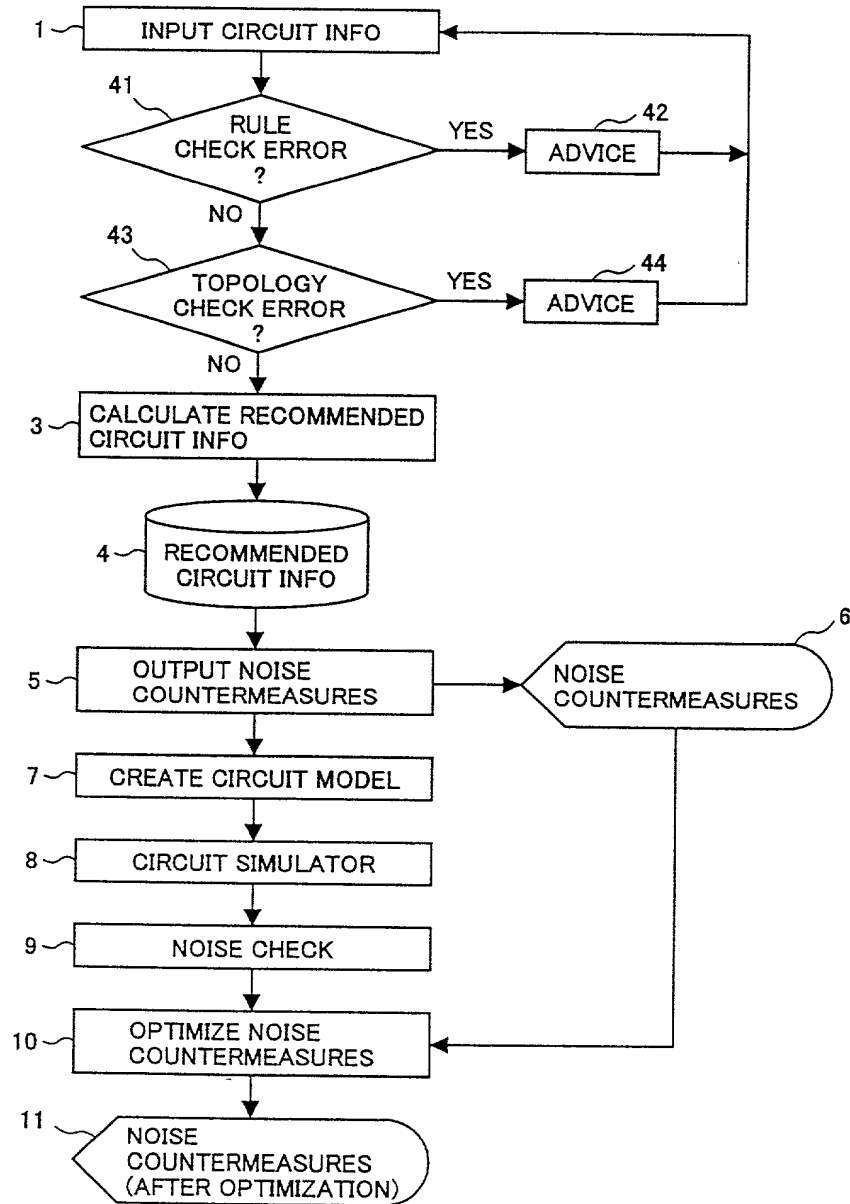 1
INPUT CIRCUIT INFO
41
RULE
CHECK ERROR
?
YES
42
ADVICE
NO
43
TOPOLOGY
CHECK ERROR
?
YES
44
ADVICE
NO
3
CALCULATE RECOMMENDED
CIRCUIT INFO
4
RECOMMENDED
CIRCUIT INFO
5
OUTPUT NOISE
COUNTERMEASURES
6
NOISE
COUNTERMEASURES
7
CREATE CIRCUIT MODEL
8
CIRCUIT SIMULATOR
9
NOISE CHECK
10
OPTIMIZE NOISE
COUNTERMEASURES
11
NOISE
COUNTERMEASURES
(AFTER OPTIMIZATION)